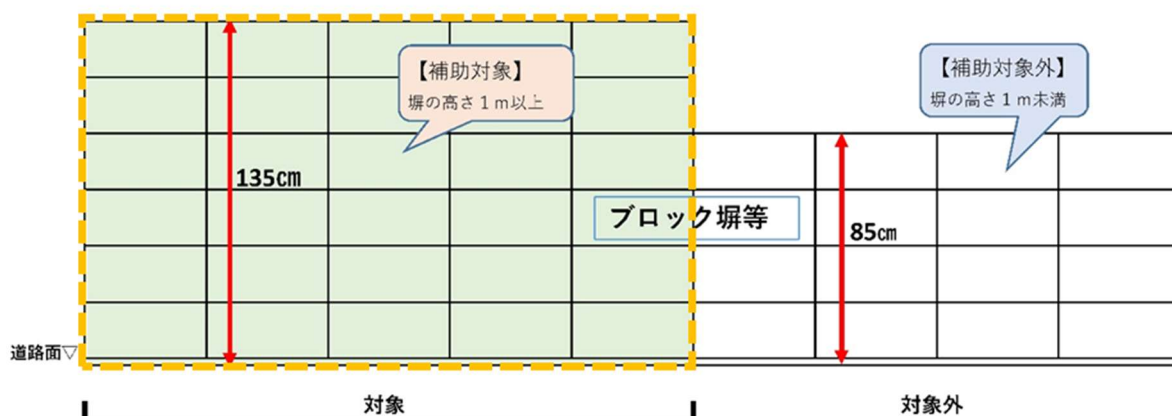 【補助対象】
塀の高さ１ｍ以上
【補助対象外】
塀の高さ１ｍ未満
135㎝
ブロック塀等
85㎝
道路面▽
対象
対象外